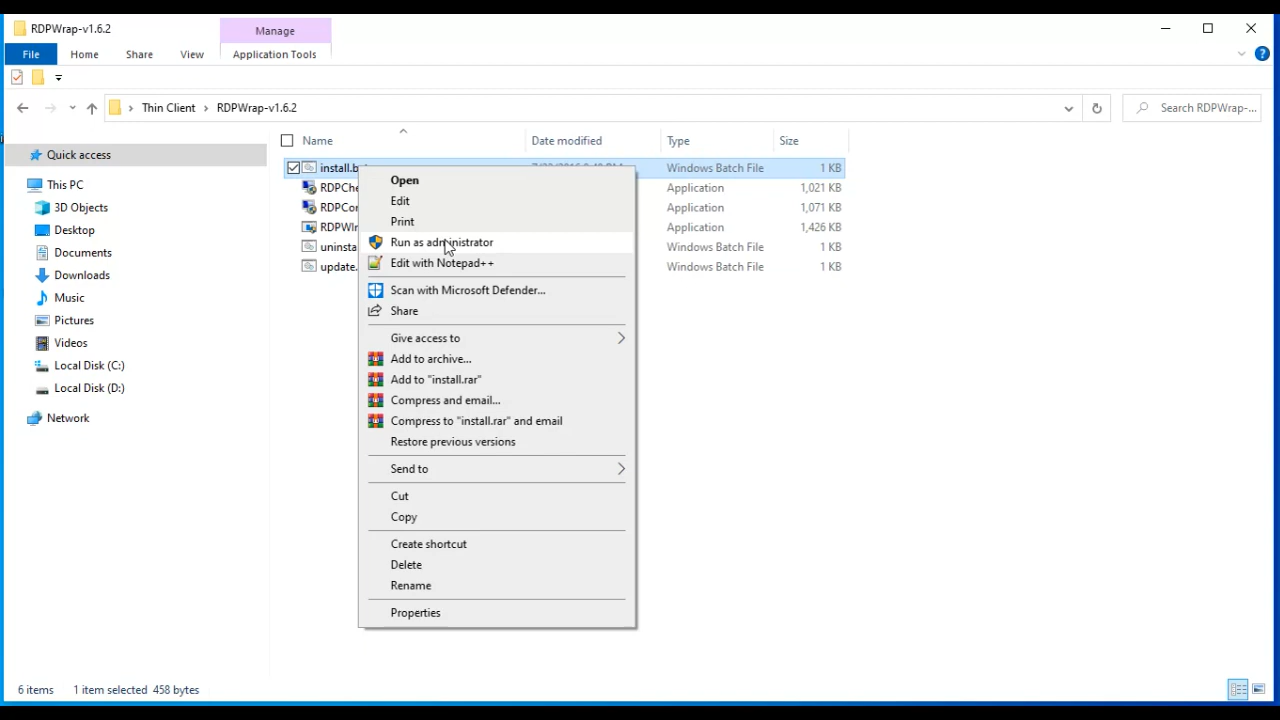 RDPWrap-v1.6.2
Manage
File
Home
Share
View
Application Tools
Thin Client
RDPWrap-v1.6.2
Search RDPWrap-...
Name
Date modified
Type
Size
Quick access
This PC
3D Objects
Desktop
Documents
Downloads
Music
Pictures
Videos
Local Disk (C:)
Local Disk (D:)
Network
install.b
Windows Batch File
1 KB
RDPChe
Application
1,021 KB
RDPCor
Application
1,071 KB
RDPWIn
Application
1,426 KB
uninsta
Windows Batch File
1 KB
update.
Windows Batch File
1 KB
Open
Edit
Print
Run as administrator
Edit with Notepad++
Scan with Microsoft Defender...
Share
Give access to
Add to archive...
Add to "install.rar"
Compress and email...
Compress to "install.rar" and email
Restore previous versions
Send to
Cut
Copy
Create shortcut
Delete
Rename
Properties
6 items
1 item selected 458 bytes